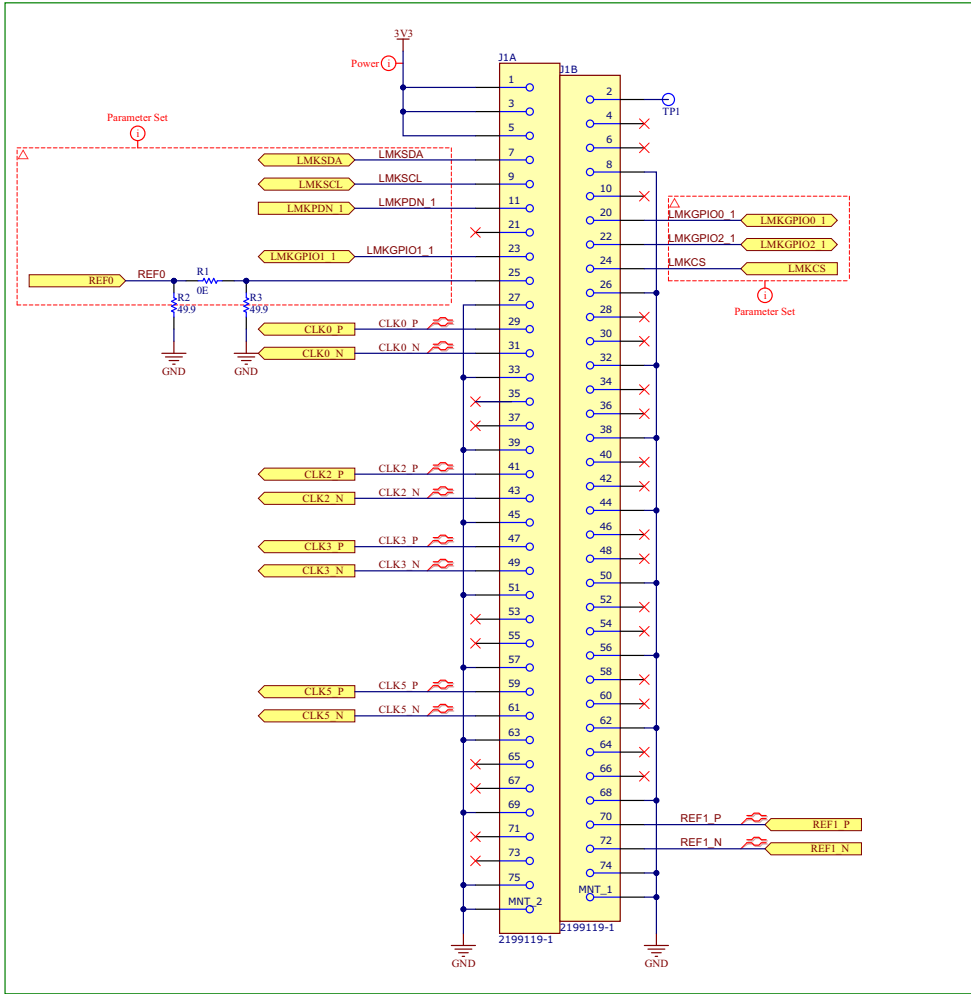 3V3
Power
i
J1A
J1B
1
2
TP1
3
4
Parameter Set
i
5
6
LMKSDA
LMKSDA
7
8
LMKSCL
LMKSCL
9
10
LMKPDN_1
LMKPDN_1
11
20
LMKGPIO0_1
LMKGPIO0_1
21
22
LMKGPIO2_1
LMKGPIO2_1
LMKGPIO1_1
LMKGPIO1_1
23
24
LMKCS
LMKCS
REF0
REF0
R1
0E
25
26
R2
49.9
R3
49.9
27
28
i
Parameter Set
CLK0_P
CLK0_P
29
30
CLK0_N
CLK0_N
31
32
GND
GND
33
34
35
36
37
38
39
40
CLK2_P
CLK2_P
41
42
CLK2_N
CLK2_N
43
44
45
46
CLK3_P
CLK3_P
47
48
CLK3_N
CLK3_N
49
50
51
52
53
54
55
56
57
58
CLK5_P
CLK5_P
59
60
CLK5_N
CLK5_N
61
62
63
64
65
66
67
68
69
70
REF1_P
REF1_P
71
72
REF1_N
REF1_N
73
74
75
MNT_1
MNT_2
2199119-1
2199119-1
GND
GND